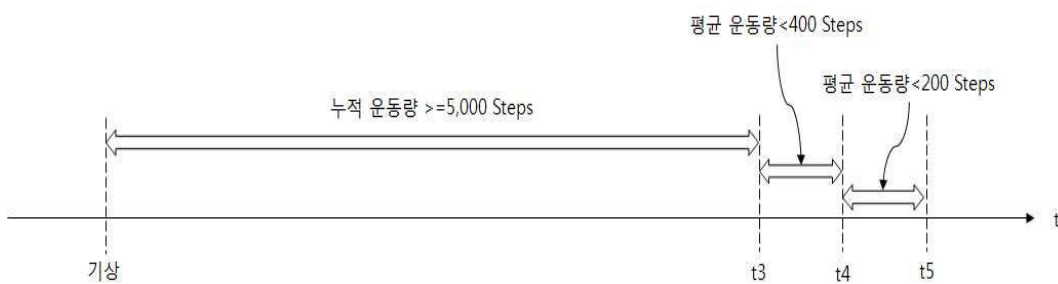 평균 운동량<400 Steps
평균 운동량<200 Steps
누적 운동량 >=5,000 Steps
t
기상
t3
t4
t5